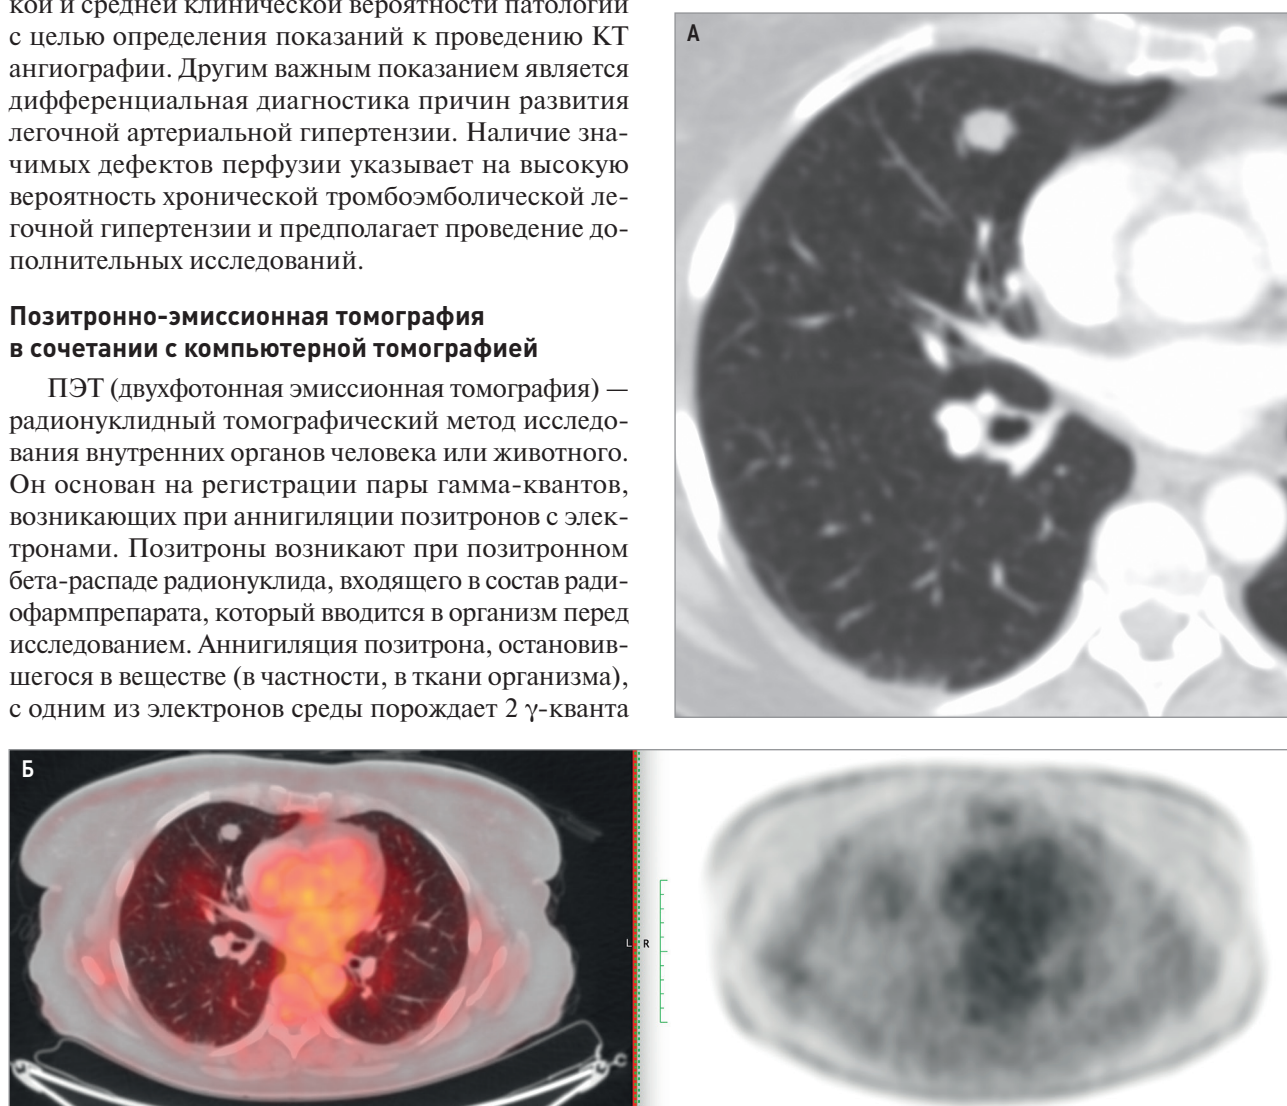 кой и средней клинической вероятности патологии
с целью определения показаний к проведению КТ
ангиографии. Другим важным показанием является
дифференциальная диагностика причин развития
легочной артериальной гипертензии. Наличие зна-
чимых дефектов перфузии указывает на высокую
вероятность хронической тромбоэмболической ле-
гочной гипертензии и предполагает проведение до-
полнительных исследований.
Позитронно-эмиссионная томография
в сочетании с компьютерной томографией
ПЭТ (двухфотонная эмиссионная томография) —
радионуклидный томографический метод исследо-
вания внутренних органов человека или животного.
Он основан на регистрации пары гамма-квантов,
возникающих при аннигиляции позитронов с элек-
тронами. Позитроны возникают при позитронном
бета-распаде радионуклида, входящего в состав ради-
офармпрепарата, который вводится в организм перед
исследованием. Аннигиляция позитрона, остановив-
шегося в веществе (в частности, в ткани организма),
с одним из электронов среды порождает 2 γ-кванта
А
Б
L R